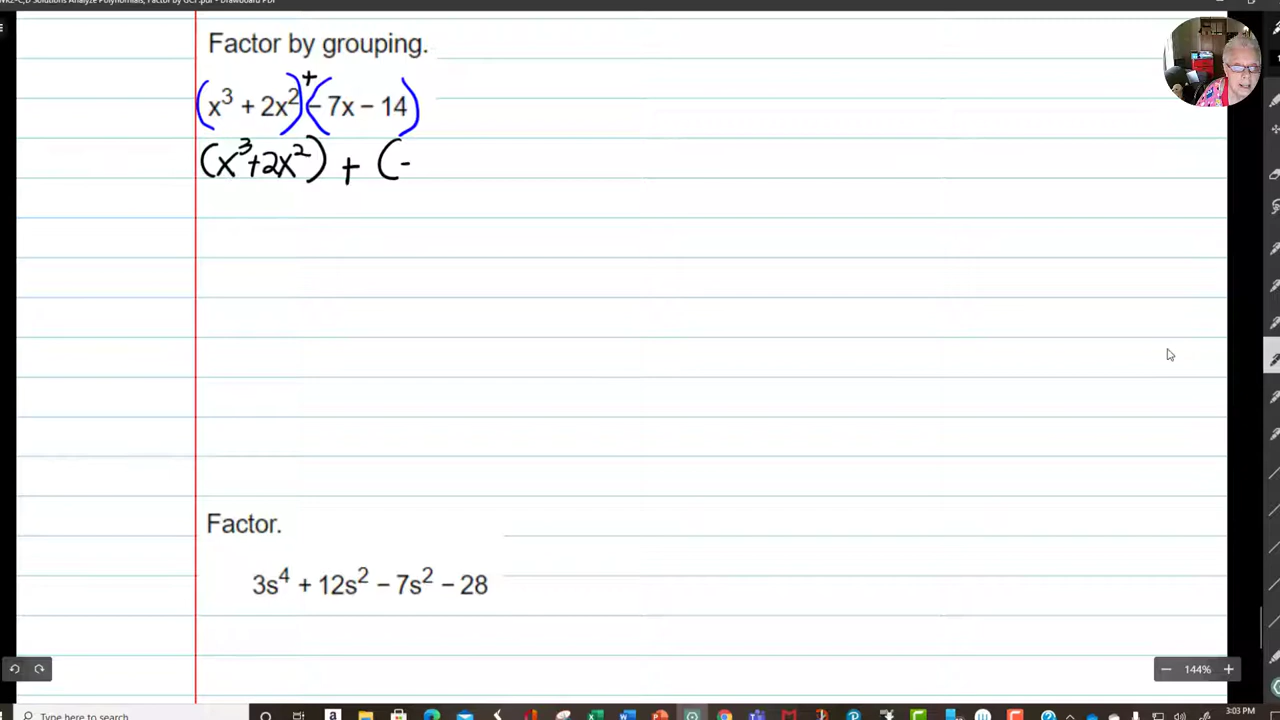 Factor by grouping.
+
(x³ + 2x²) (− 7x − 14)
(x³+2x²) + (-
Factor.
3s⁴ + 12s² − 7s² − 28
144%
3:03 PM
Type here to search